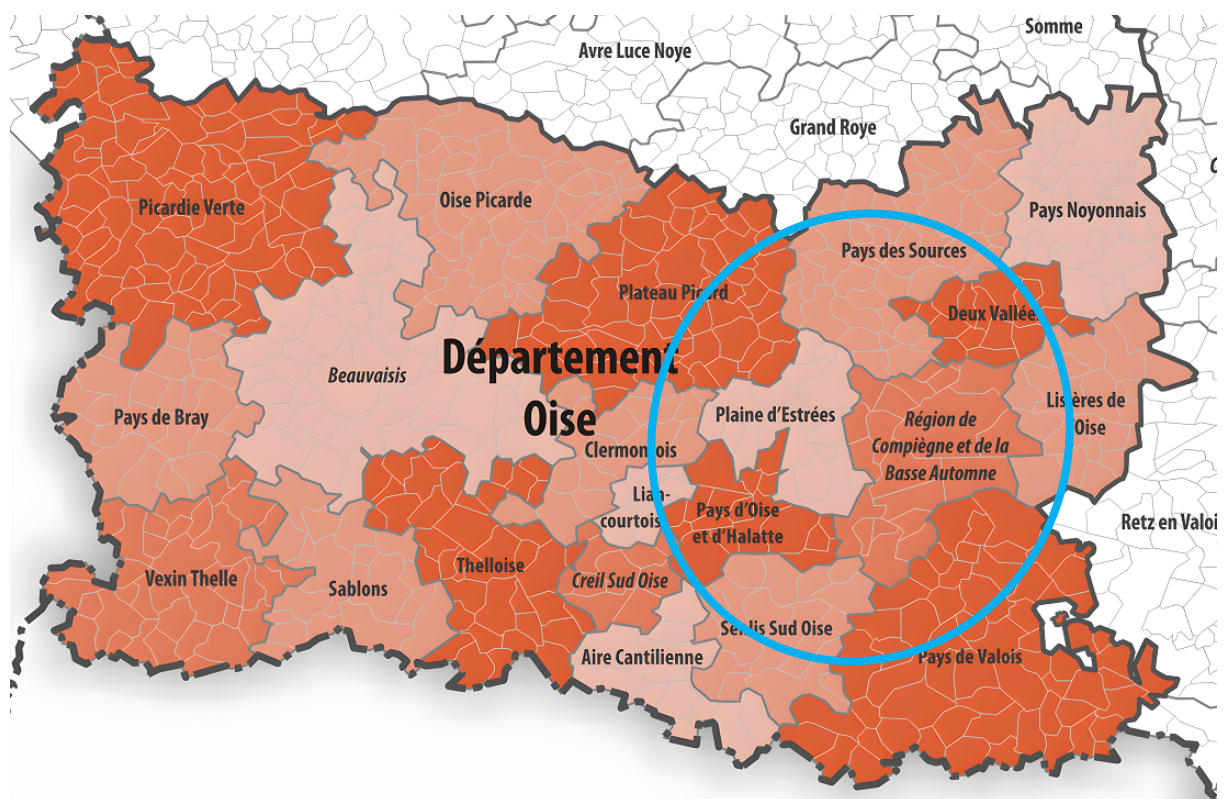 Somme
Avre Luce Noye
Grand Roye
Picardie Verte
Oise Picarde
Pays Noyonnais
Pays des Sources
Plateau Picard
Deux Vallées
Département
Oise
Beauvaisis
Pays de Bray
Plaine d'Estrées
Lisières de
l'Oise
Région de
Compiègne et de la
Basse Automne
Clermontois
Lian-
courtois
Pays d'Oise
et d'Halatte
Retz en Valoi
Vexin Thelle
Sablons
Thelloise
Creil Sud Oise
Senlis Sud Oise
Aire Cantilienne
Pays de Valois